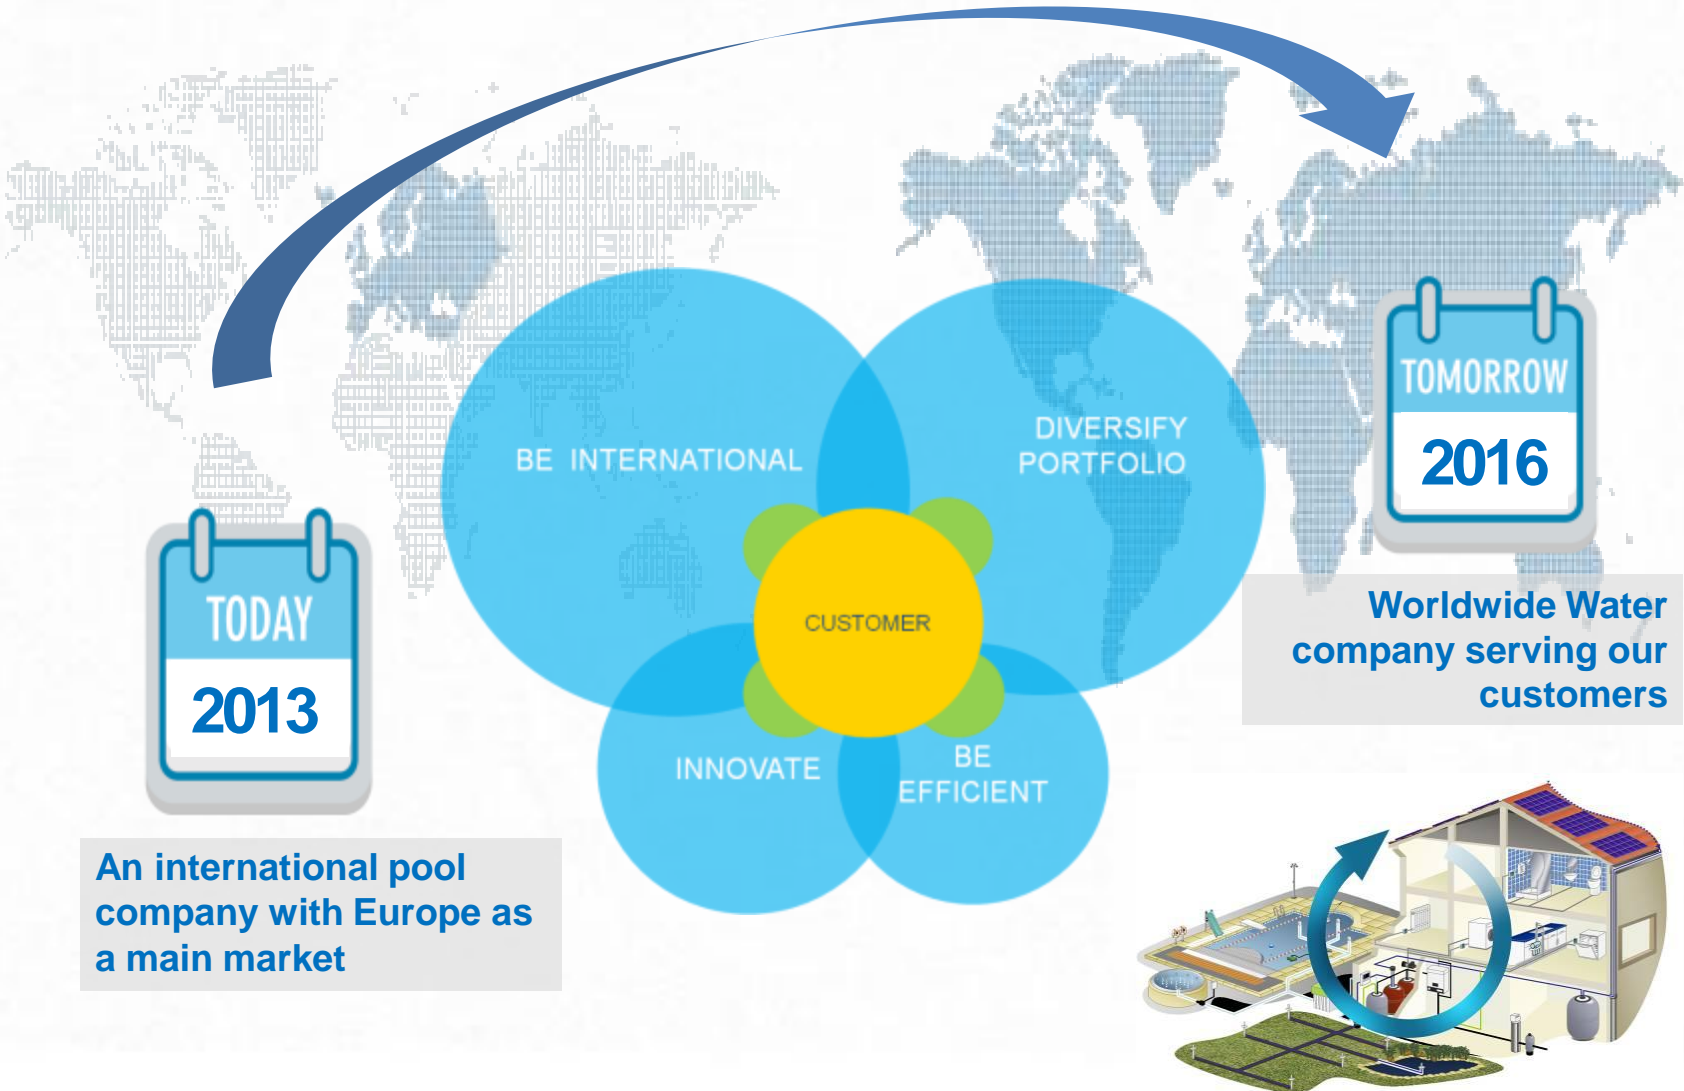 TODAY
2013
An international pool
company with Europe as
a main market
BE INTERNATIONAL
DIVERSIFY
PORTFOLIO
CUSTOMER
INNOVATE
BE
EFFICIENT
TOMORROW
2016
Worldwide Water
company serving our
customers